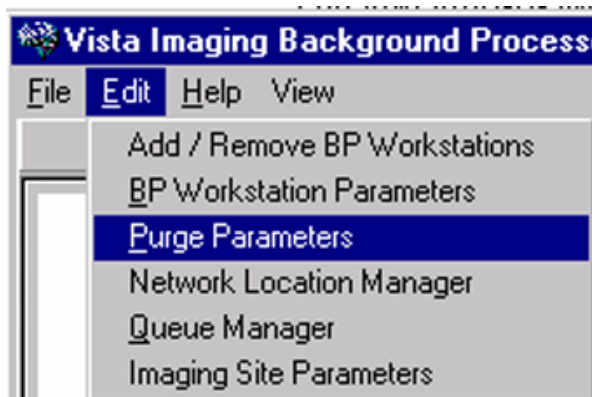 Vista Imaging Background Process
File Edit Help View
Add / Remove BP Workstations
BP Workstation Parameters
Purge Parameters
Network Location Manager
Queue Manager
Imaging Site Parameters